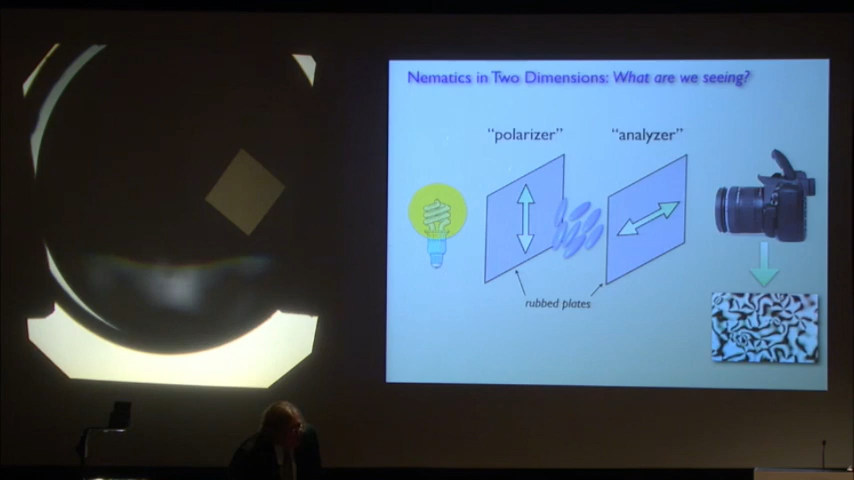 Nematics in Two Dimensions: What are we seeing?
"polarizer"
"analyzer"
rubbed plates